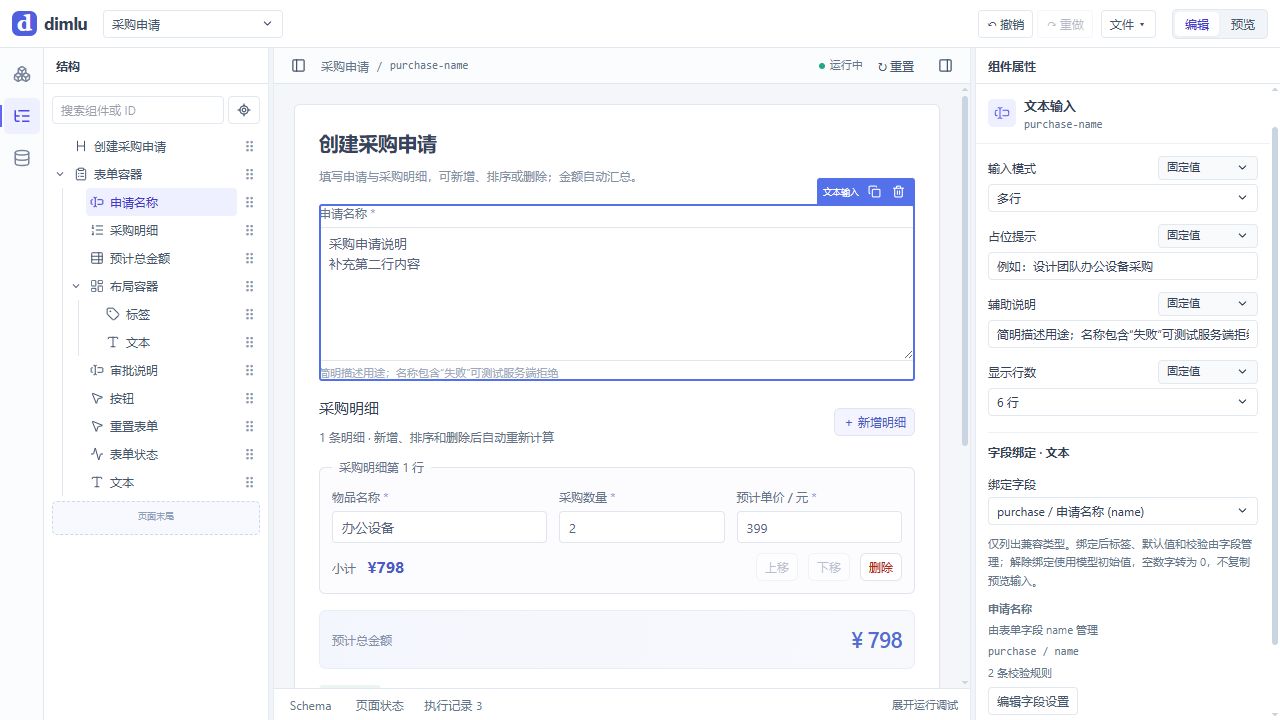 d dimlu
采购申请
撤销
重做
文件
编辑
预览
结构
搜索组件或 ID
创建采购申请
表单容器
申请名称
采购明细
预计总金额
布局容器
标签
文本
审批说明
按钮
重置表单
表单状态
文本
页面末尾
采购申请 / purchase-name
运行中
重置
创建采购申请
填写申请与采购明细，可新增、排序或删除；金额自动汇总。
文本输入
申请名称 *
采购申请说明
补充第二行内容
简明描述用途；名称包含“失败”可测试服务端拒绝
采购明细
1 条明细 · 新增、排序和删除后自动重新计算
+ 新增明细
采购明细第 1 行
物品名称 *
采购数量 *
预计单价 / 元 *
办公设备
2
399
小计 ¥798
上移
下移
删除
预计总金额
¥ 798
Schema
页面状态
执行记录 3
展开运行调试
组件属性
文本输入
purchase-name
输入模式
固定值
多行
占位提示
固定值
例如：设计团队办公设备采购
辅助说明
固定值
简明描述用途；名称包含“失败”可测试服务端拒
显示行数
固定值
6 行
字段绑定 · 文本
绑定字段
purchase / 申请名称 (name)
仅列出兼容类型。绑定后标签、默认值和校验由字段管
理；解除绑定使用模型初始值，空数字转为 0，不复制
预览输入。
申请名称
由表单字段 name 管理
purchase / name
2 条校验规则
编辑字段设置